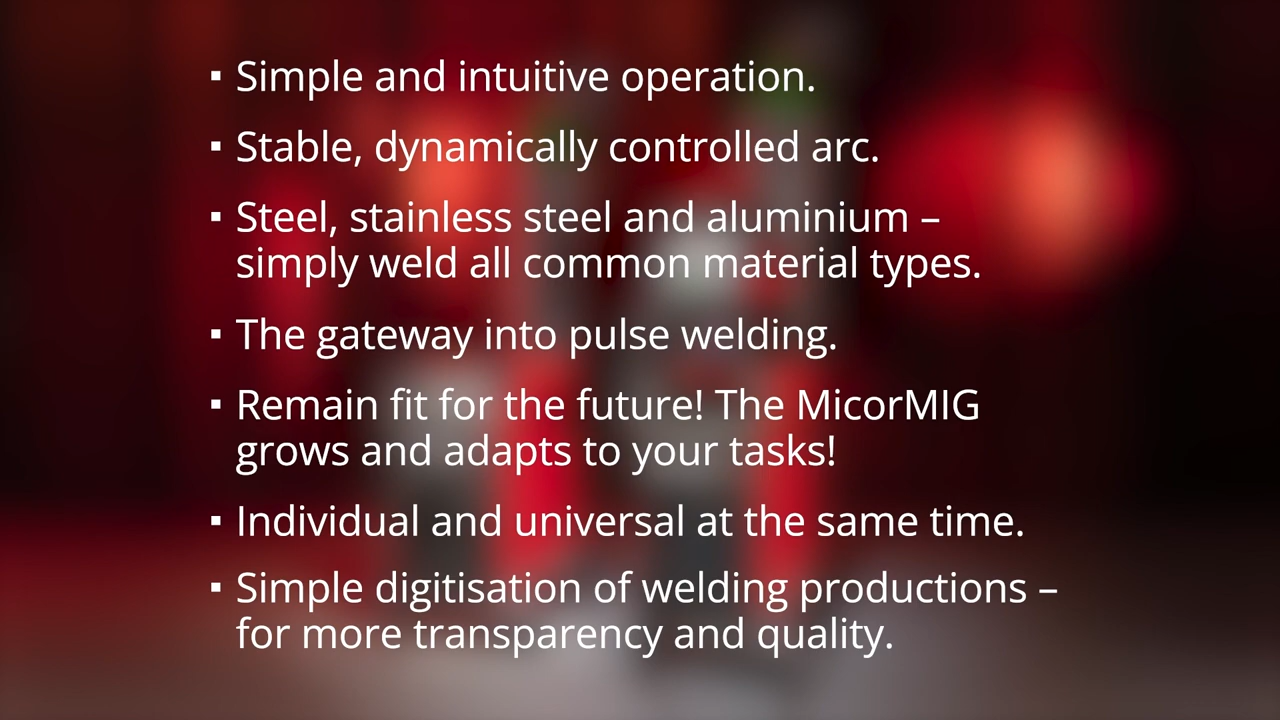 ▪ Simple and intuitive operation.
▪ Stable, dynamically controlled arc.
▪ Steel, stainless steel and aluminium –
simply weld all common material types.
▪ The gateway into pulse welding.
▪ Remain fit for the future! The MicorMIG
grows and adapts to your tasks!
▪ Individual and universal at the same time.
▪ Simple digitisation of welding productions –
for more transparency and quality.